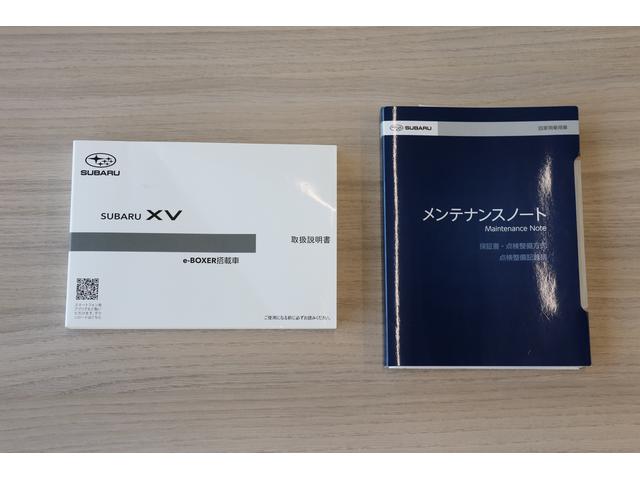 SUBARU
SUBARU XV
取扱説明書
e-BOXER搭載車
ご使用になる前に必ずお読みください。
SUBARU
自家用乗用車
メンテナンスノート
Maintenance Note
保証書・点検整備方式
点検整備記録簿